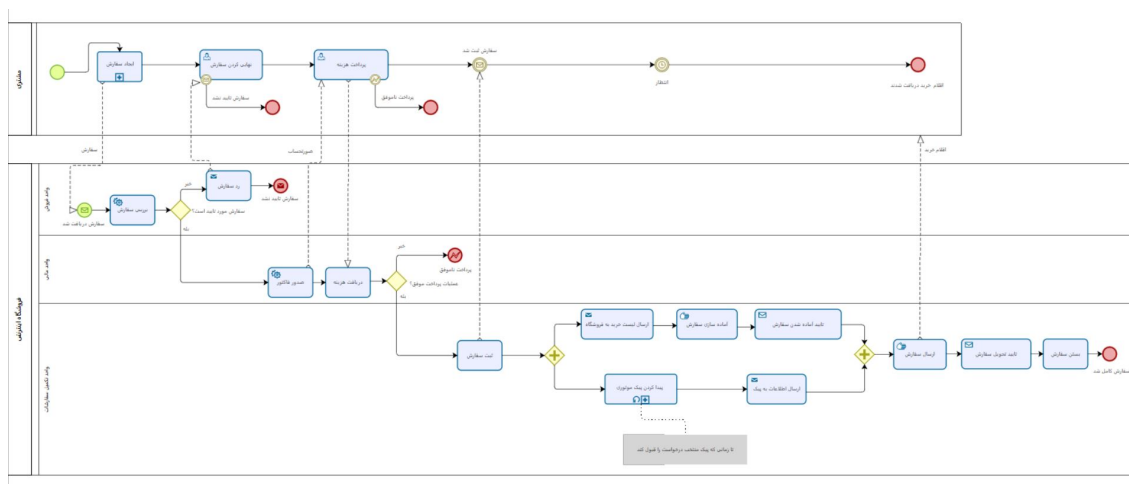 مشتری
ایجاد سفارش
نهایی کردن سفارش
پرداخت هزینه
سفارش ثبت شد
انتظار
اقلام خرید دریافت شدند
سفارش تایید نشد
پرداخت ناموفق
سفارش
صورتحساب
اقلام خرید
فروشگاه اینترنتی
واحد فروش
سفارش دریافت شد
بررسی سفارش
سفارش مورد تایید است؟
خیر
بله
رد سفارش
سفارش تایید نشد
واحد مالی
صدور فاکتور
دریافت هزینه
عملیات پرداخت موفق؟
خیر
بله
پرداخت ناموفق
واحد تامین سفارشات
ثبت سفارش
ارسال لیست خرید به فروشگاه
آماده سازی سفارش
تایید آماده شدن سفارش
پیدا کردن پیک موتوری
ارسال اطلاعات به پیک
ارسال سفارش
تایید تحویل سفارش
بستن سفارش
سفارش کامل شد
تا زمانی که پیک منتخب درخواست را قبول کند